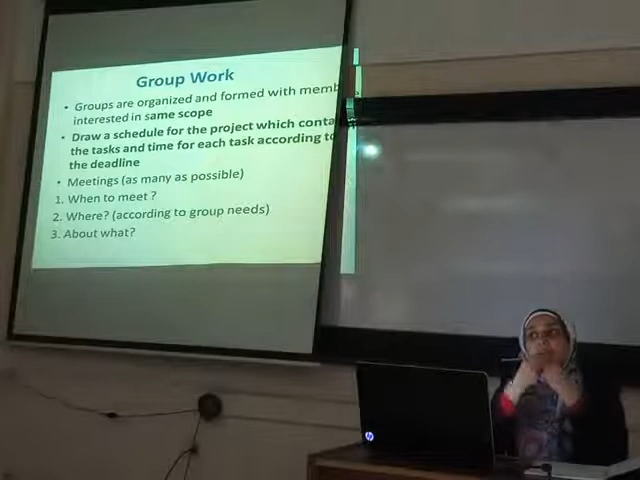 Group Work
• Groups are organized and formed with memb
interested in same scope
• Draw a schedule for the project which conta
the tasks and time for each task according to
the deadline
• Meetings (as many as possible)
1. When to meet ?
2. Where? (according to group needs)
3. About what?
hp